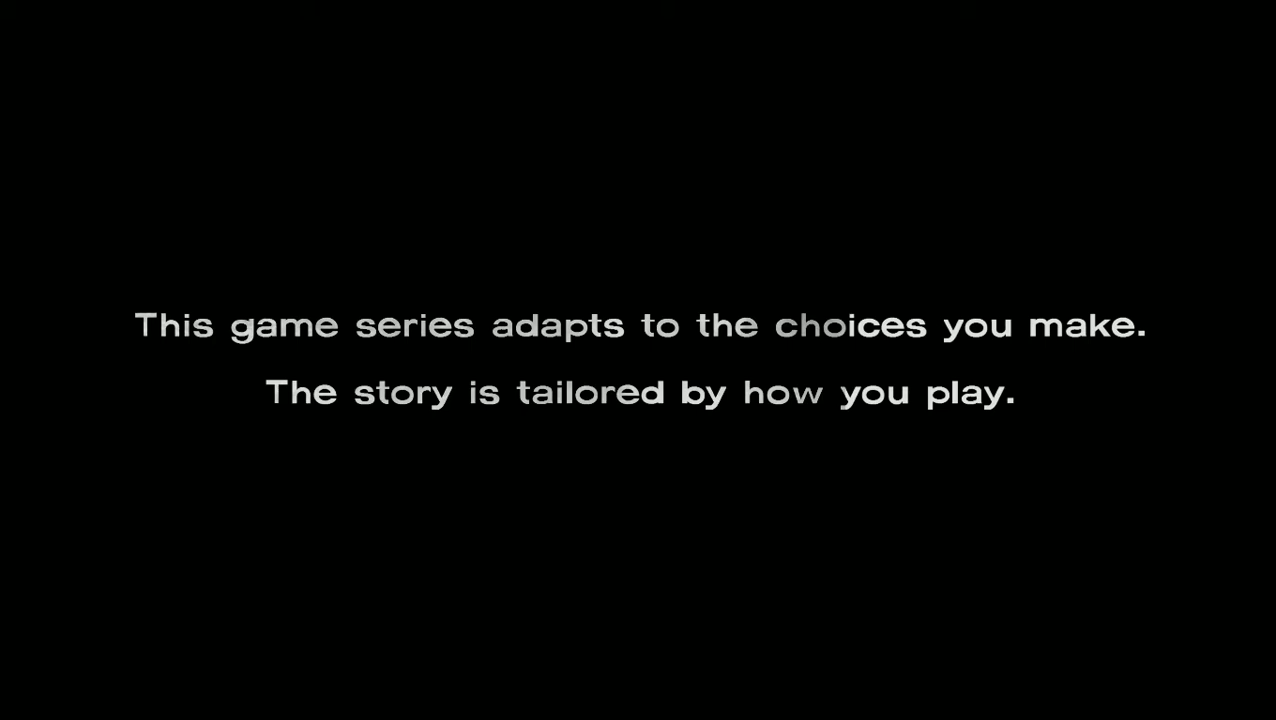 This game series adapts to the choices you make.
The story is tailored by how you play.